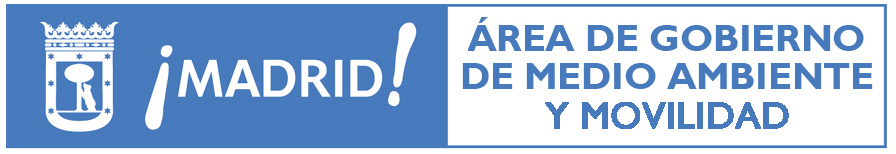 ¡MADRID!
ÁREA DE GOBIERNO
DE MEDIO AMBIENTE
Y MOVILIDAD